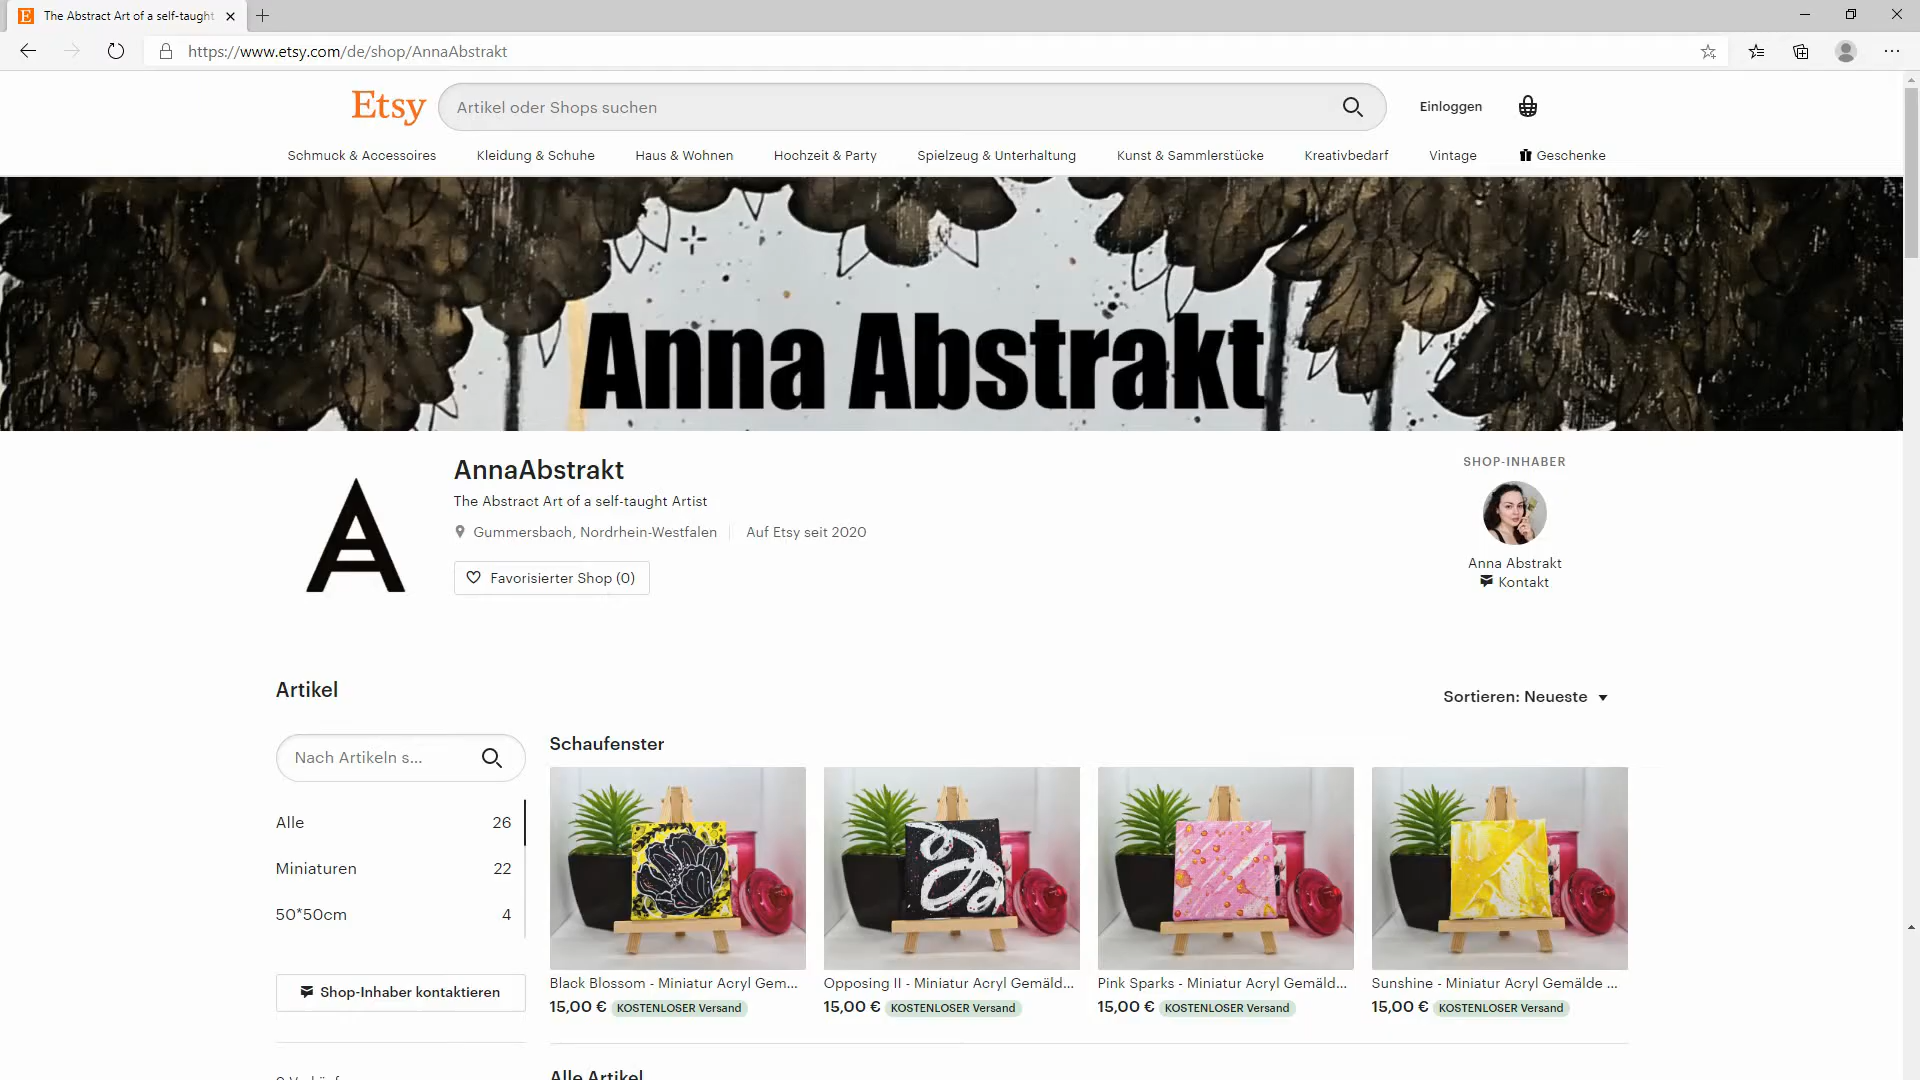 The Abstract Art of a self-taught
https://www.etsy.com/de/shop/AnnaAbstrakt
Etsy
Artikel oder Shops suchen
Einloggen
Schmuck & Accessoires
Kleidung & Schuhe
Haus & Wohnen
Hochzeit & Party
Spielzeug & Unterhaltung
Kunst & Sammlerstücke
Kreativbedarf
Vintage
Geschenke
Anna Abstrakt
AnnaAbstrakt
The Abstract Art of a self-taught Artist
Gummersbach, Nordrhein-Westfalen
Auf Etsy seit 2020
Favorisierter Shop (0)
SHOP-INHABER
Anna Abstrakt
Kontakt
Artikel
Sortieren: Neueste
Nach Artikeln s...
Alle 26
Miniaturen 22
50*50cm 4
Shop-Inhaber kontaktieren
Schaufenster
Black Blossom - Miniatur Acryl Gem...
15,00 € KOSTENLOSER Versand
Opposing II - Miniatur Acryl Gemäld...
15,00 € KOSTENLOSER Versand
Pink Sparks - Miniatur Acryl Gemäld...
15,00 € KOSTENLOSER Versand
Sunshine - Miniatur Acryl Gemälde ...
15,00 € KOSTENLOSER Versand
Alle Artikel